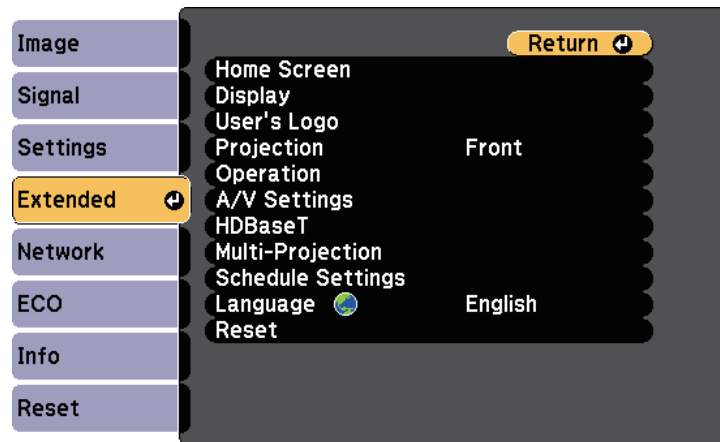 Image
Signal
Settings
Extended
Network
ECO
Info
Reset
Return
Home Screen
Display
User's Logo
Projection Front
Operation
A/V Settings
HDBaseT
Multi-Projection
Schedule Settings
Language English
Reset